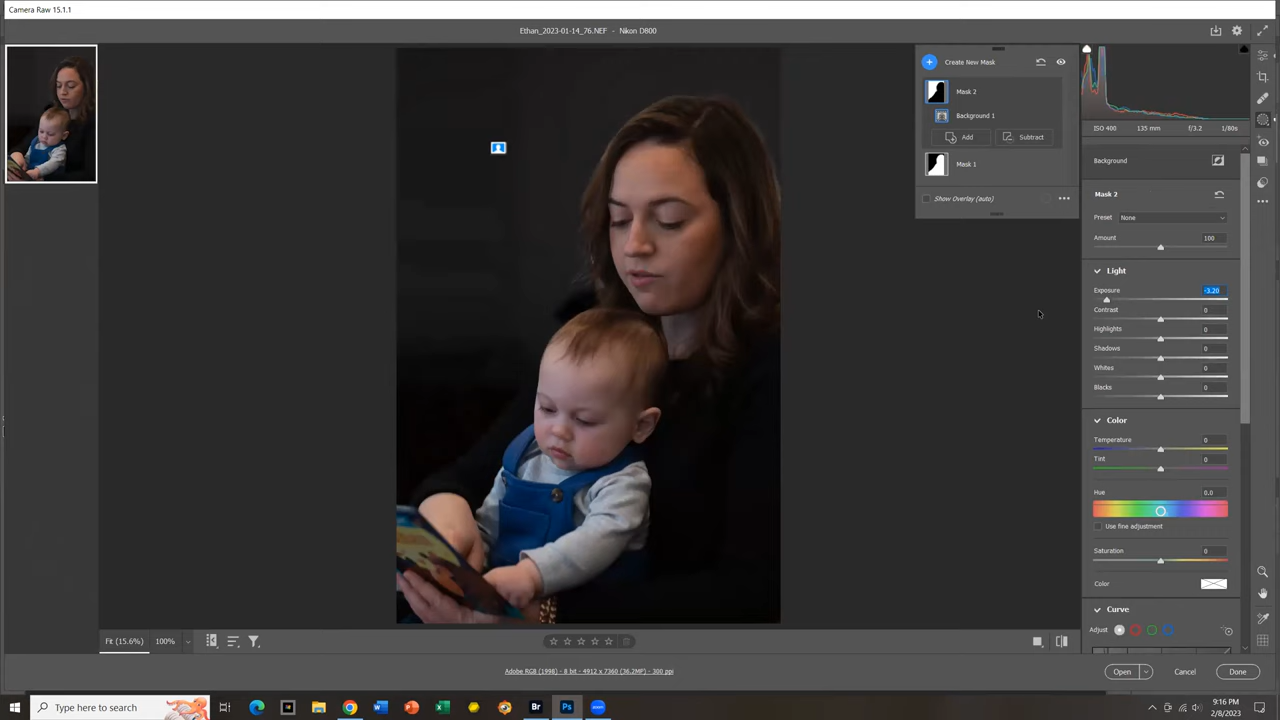 Camera Raw 15.1.1
Ethan_2023-01-14_76.NEF - Nikon D800
Create New Mask
Mask 2
Background 1
Add
Subtract
Mask 1
Show Overlay (auto)
ISO 400
135 mm
f/3.2
1/80s
Background
Mask 2
Preset
None
Amount
100
Light
Exposure
-3.20
Contrast
0
Highlights
0
Shadows
0
Whites
0
Blacks
0
Color
Temperature
0
Tint
0
Hue
0.0
Use fine adjustment
Saturation
0
Color
Curve
Adjust
Fit (15.6%)
100%
Adobe RGB (1998) - 8 bit - 4912 x 7360 (36.2MP) - 300 ppi
Open
Cancel
Done
Type here to search
Br
Ps
zoom
9:16 PM
2/8/2023